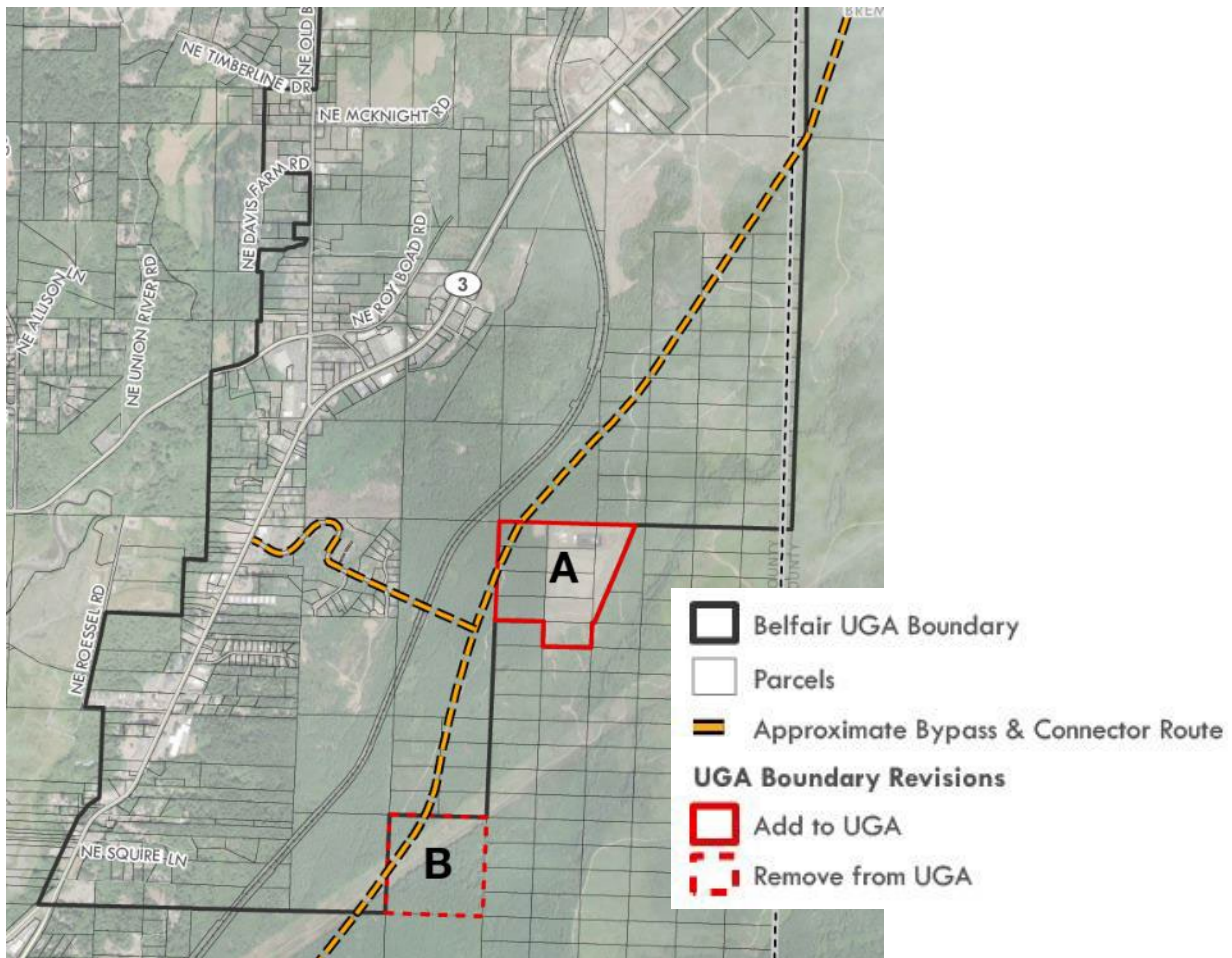 BREM
NE OLD B
NE TIMBERLINE DR
NE MCKNIGHT RD
NE DAVIS FARM RD
NE ROY BOAD RD
NE UNION RIVER RD
NE ALLISON LN
3
A
COUNTY
NE ROESSEL RD
B
NE SQUIRE LN
Belfair UGA Boundary
Parcels
Approximate Bypass & Connector Route
UGA Boundary Revisions
Add to UGA
Remove from UGA